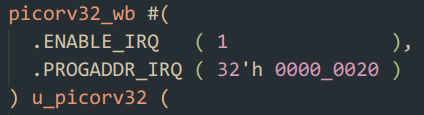 picorv32_wb #(
.ENABLE_IRQ ( 1 ),
.PROGADDR_IRQ ( 32'h 0000_0020 )
) u_picorv32 (